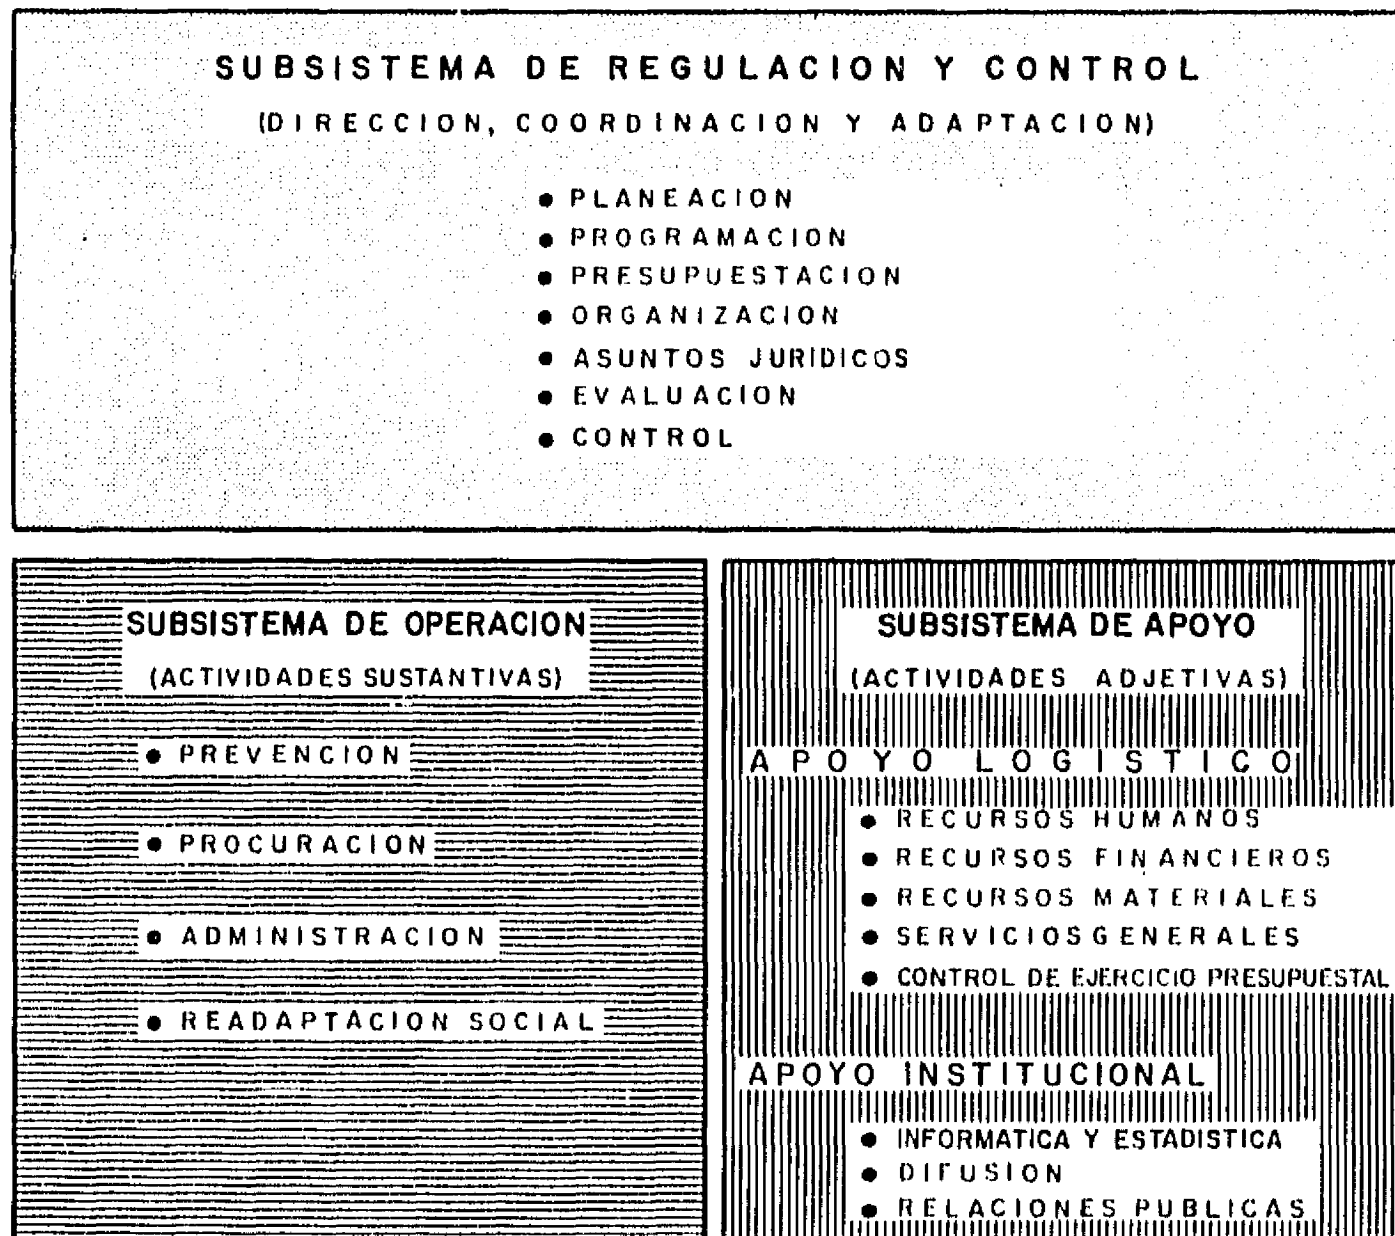 SUBSISTEMA DE REGULACION Y CONTROL
(DIRECCION, COORDINACION Y ADAPTACION)
• PLANEACION
• PROGRAMACION
• PRESUPUESTACION
• ORGANIZACION
• ASUNTOS JURIDICOS
• EVALUACION
• CONTROL
SUBSISTEMA DE OPERACION
(ACTIVIDADES SUSTANTIVAS)
• PREVENCION
• PROCURACION
• ADMINISTRACION
• READAPTACION SOCIAL
SUBSISTEMA DE APOYO
(ACTIVIDADES ADJETIVAS)
APOYO LOGISTICO
• RECURSOS HUMANOS
• RECURSOS FINANCIEROS
• RECURSOS MATERIALES
• SERVICIOS GENERALES
• CONTROL DE EJERCICIO PRESUPUESTAL
APOYO INSTITUCIONAL
• INFORMATICA Y ESTADISTICA
• DIFUSION
• RELACIONES PUBLICAS